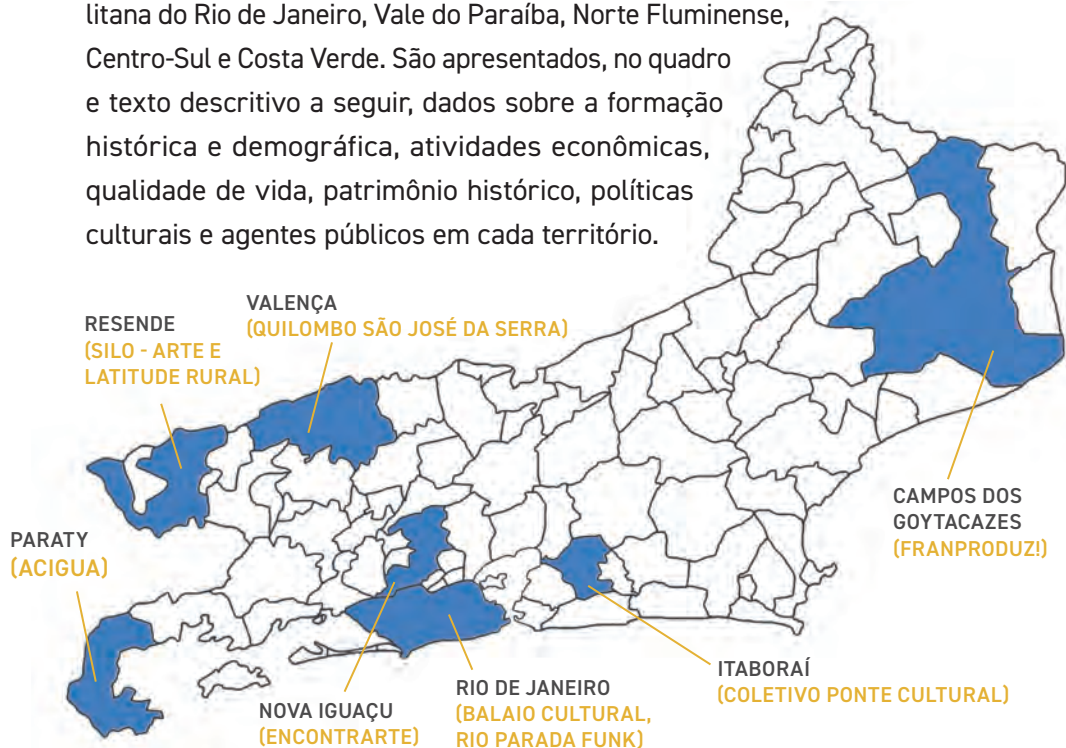 litana do Rio de Janeiro, Vale do Paraíba, Norte Fluminense,
Centro-Sul e Costa Verde. São apresentados, no quadro
e texto descritivo a seguir, dados sobre a formação
histórica e demográfica, atividades econômicas,
qualidade de vida, patrimônio histórico, políticas
culturais e agentes públicos em cada território.
VALENÇA
(QUILOMBO SÃO JOSÉ DA SERRA)
RESENDE
(SILO - ARTE E
LATITUDE RURAL)
CAMPOS DOS
GOYTACAZES
(FRANPRODUZ!)
PARATY
(ACIGUA)
NOVA IGUAÇU
(ENCONTRARTE)
RIO DE JANEIRO
(BALAIO CULTURAL,
RIO PARADA FUNK)
ITABORAÍ
(COLETIVO PONTE CULTURAL)